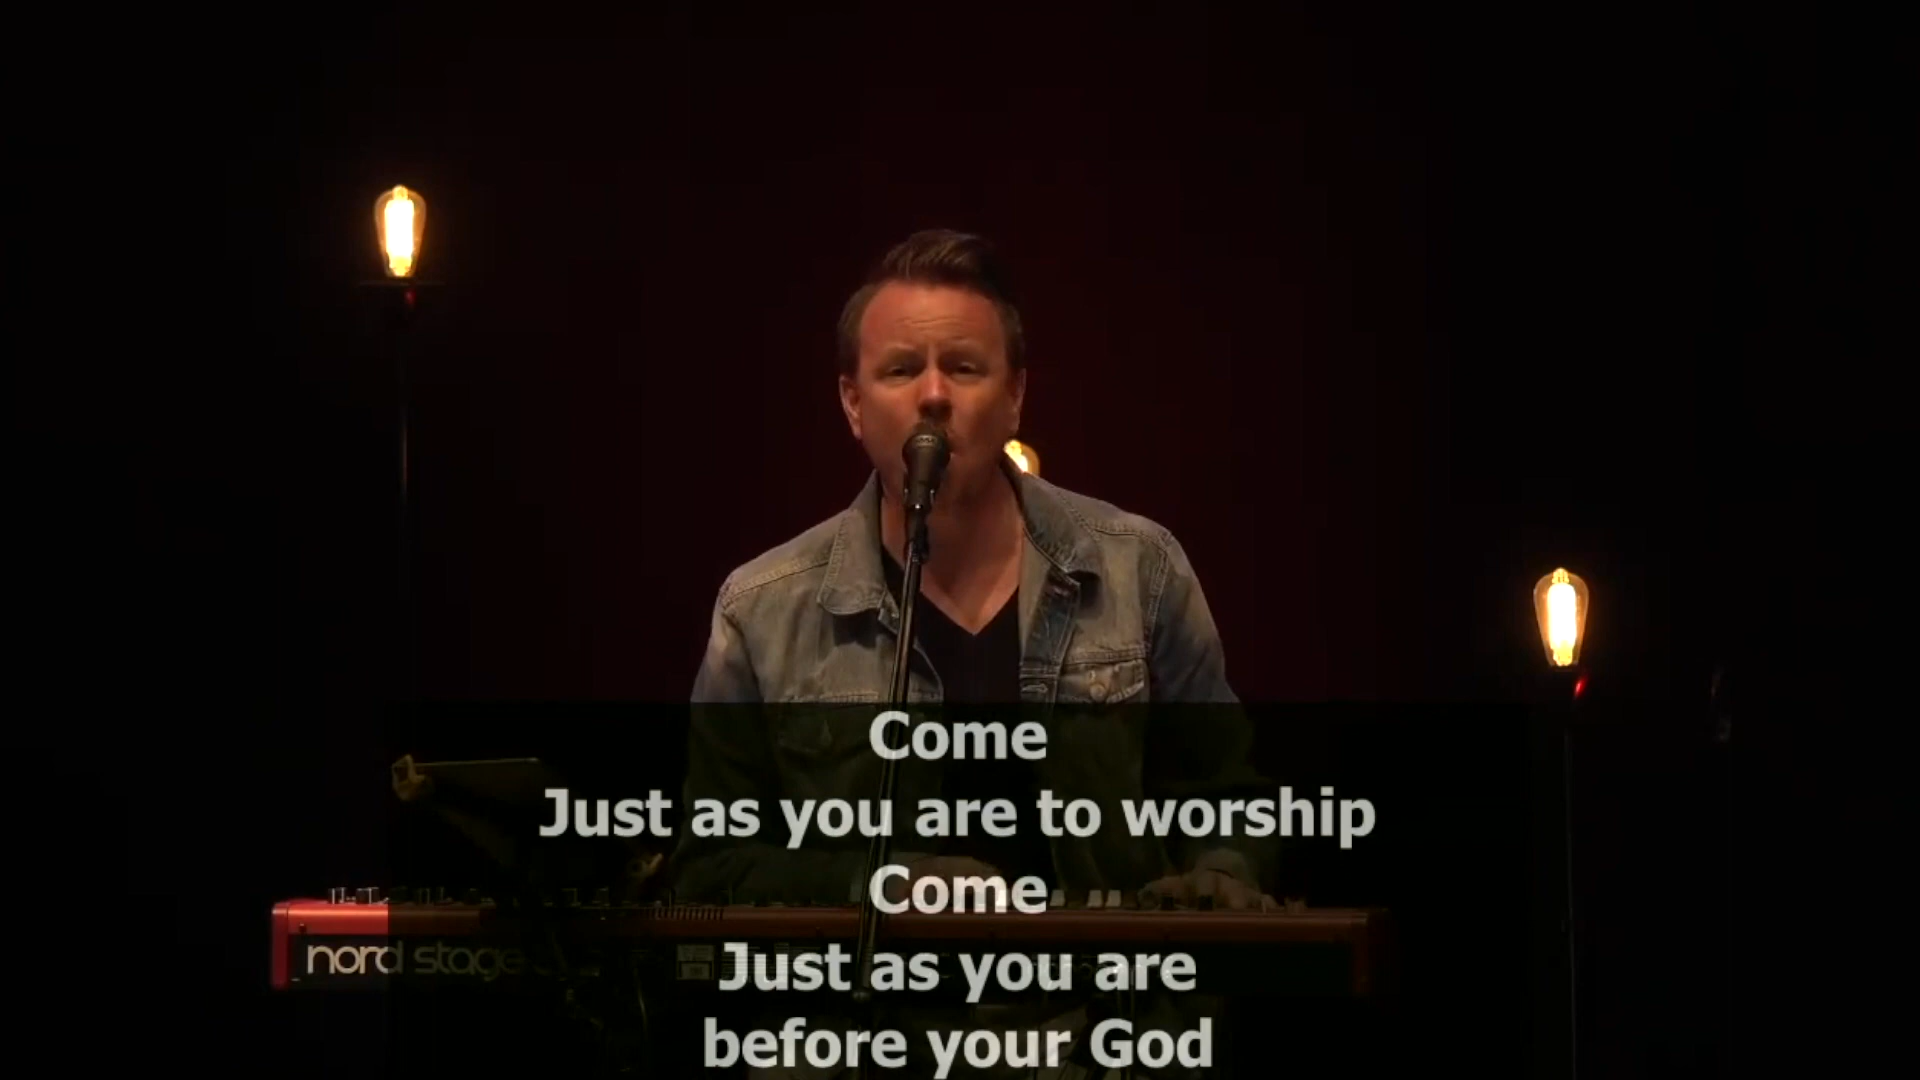 Come
Just as you are to worship
Come
nord stage
Just as you are
before your God